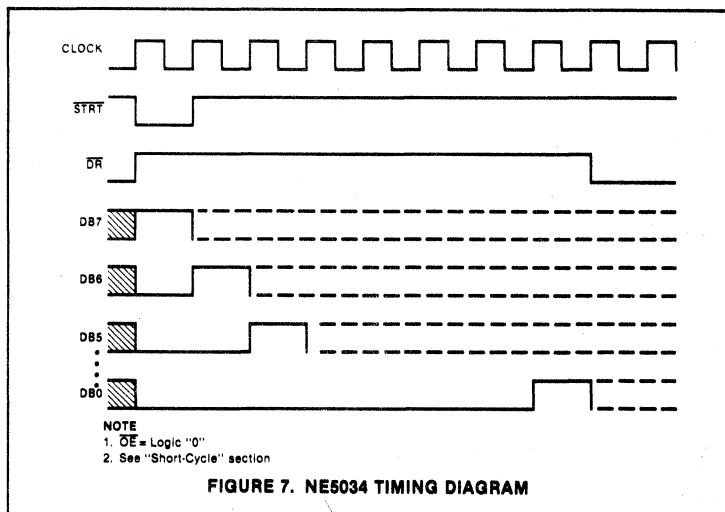 CLOCK
STRT
DR
DB7
DB6
DB5
DB0
NOTE
1. OE = Logic "0"
2. See "Short-Cycle" section
FIGURE 7. NE5034 TIMING DIAGRAM